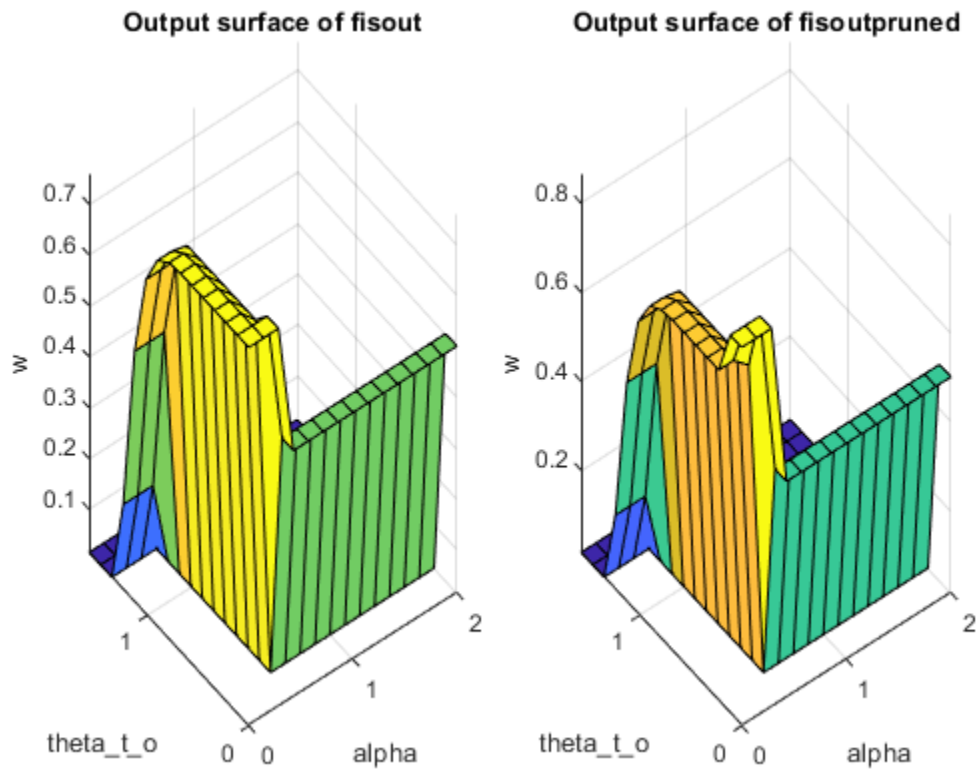 Output surface of fisout
0.7
0.6
0.5
0.4
0.3
0.2
0.1
w
1
0
theta_t_o
0
1
2
alpha
Output surface of fisoutpruned
0.8
0.6
0.4
0.2
w
1
0
theta_t_o
0
1
2
alpha